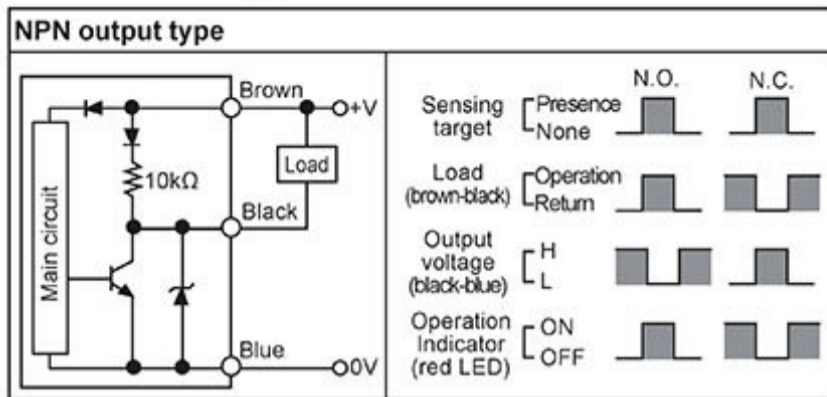 NPN output type
Brown
+V
Load
10kΩ
Black
Main circuit
Blue
0V
N.O. N.C.
Sensing target Presence None
Load (brown-black) Operation Return
Output voltage (black-blue) H L
Operation Indicator (red LED) ON OFF